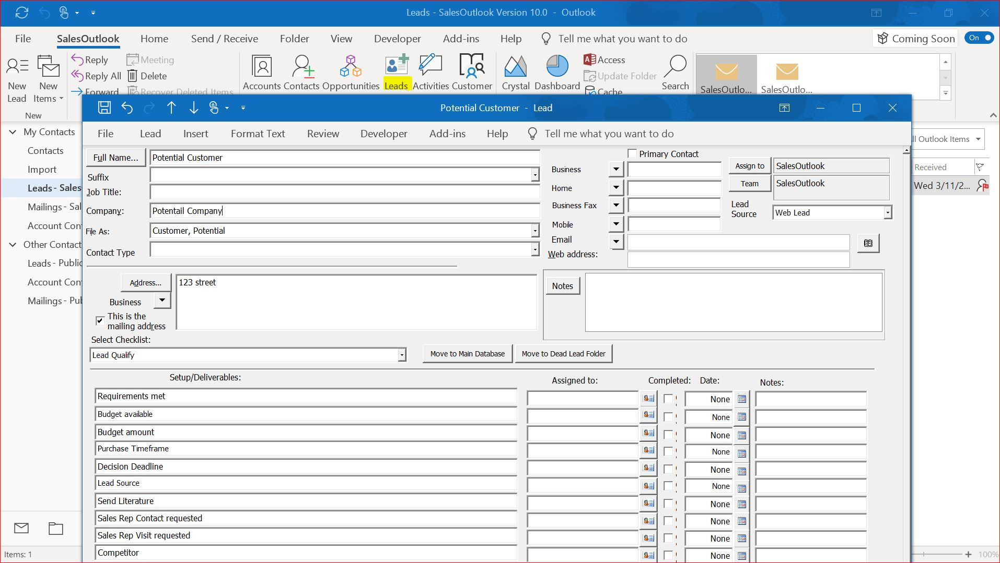 Leads - SalesOutlook Version 10.0 - Outlook
File SalesOutlook Home Send / Receive Folder View Developer Add-ins Help Tell me what you want to do Coming Soon On
Reply Meeting
Reply All Delete
Forward Recover Deleted Items
New Lead
New Items
New
Accounts Contacts Opportunities Leads Activities Customer
Crystal Dashboard
Access
Update Folder
Cache
Search
SalesOutlo... SalesOutlo...
My Contacts
Contacts
Import
Leads - Sales
Mailings - Sal
Account Con
Other Contact
Leads - Public
Account Con
Mailings - Pub
Items: 1
Potential Customer - Lead
File Lead Insert Format Text Review Developer Add-ins Help Tell me what you want to do
Full Name... Potential Customer
Suffix
Job Title:
Company: Potentail Company
File As: Customer, Potential
Contact Type
Primary Contact
Business
Home
Business Fax
Mobile
Email
Web address:
Assign to SalesOutlook
Team SalesOutlook
Lead
Source Web Lead
Address... 123 street
Business
This is the
mailing address
Notes
Select Checklist:
Lead Qualify
Move to Main Database Move to Dead Lead Folder
Setup/Deliverables: Assigned to: Completed: Date: Notes:
Requirements met None
Budget available None
Budget amount None
Purchase Timeframe None
Decision Deadline None
Lead Source None
Send Literature None
Sales Rep Contact requested None
Sales Rep Visit requested None
Competitor None
ll Outlook Items
Received
Wed 3/11/2...
100%